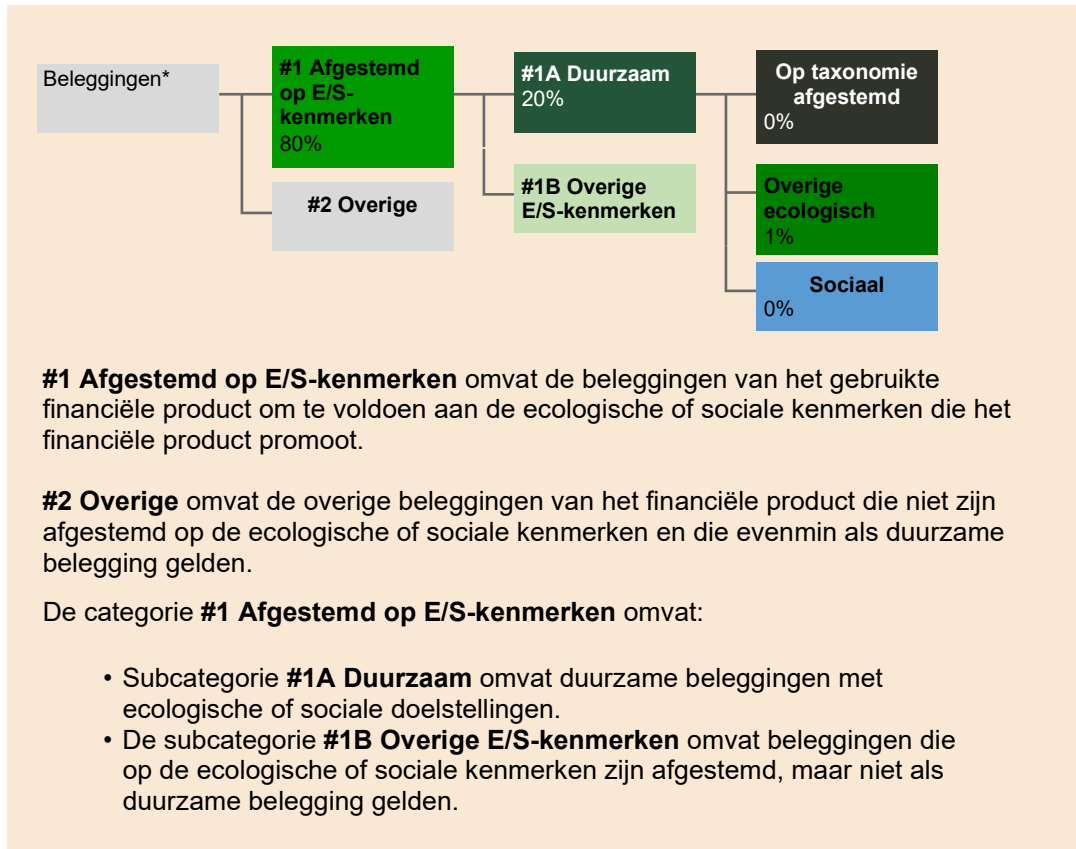 Beleggingen*
#1 Afgestemd
op E/S-
kenmerken
80%
#2 Overige
#1A Duurzaam
20%
#1B Overige
E/S-kenmerken
Op taxonomie
afgestemd
0%
Overige
ecologisch
1%
Sociaal
0%
#1 Afgestemd op E/S-kenmerken omvat de beleggingen van het gebruikte
financiële product om te voldoen aan de ecologische of sociale kenmerken die het
financiële product promoot.
#2 Overige omvat de overige beleggingen van het financiële product die niet zijn
afgestemd op de ecologische of sociale kenmerken en die evenmin als duurzame
belegging gelden.
De categorie #1 Afgestemd op E/S-kenmerken omvat:
• Subcategorie #1A Duurzaam omvat duurzame beleggingen met
ecologische of sociale doelstellingen.
• De subcategorie #1B Overige E/S-kenmerken omvat beleggingen die
op de ecologische of sociale kenmerken zijn afgestemd, maar niet als
duurzame belegging gelden.